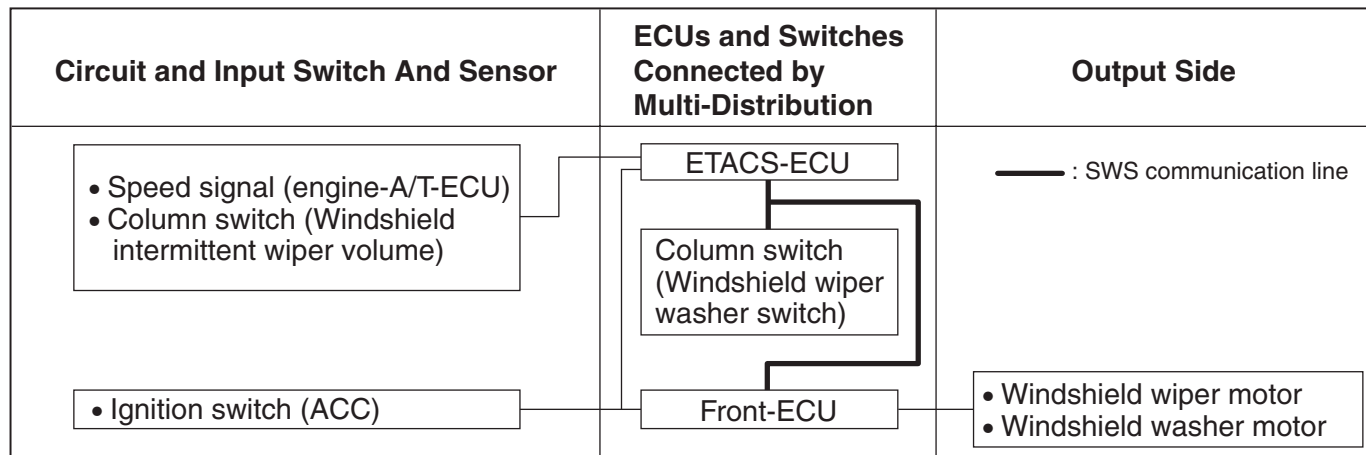 Circuit and Input Switch And Sensor
ECUs and Switches
Connected by
Multi-Distribution
Output Side
• Speed signal (engine-A/T-ECU)
• Column switch (Windshield
intermittent wiper volume)
ETACS-ECU
: SWS communication line
Column switch
(Windshield wiper
washer switch)
• Ignition switch (ACC)
Front-ECU
• Windshield wiper motor
• Windshield washer motor